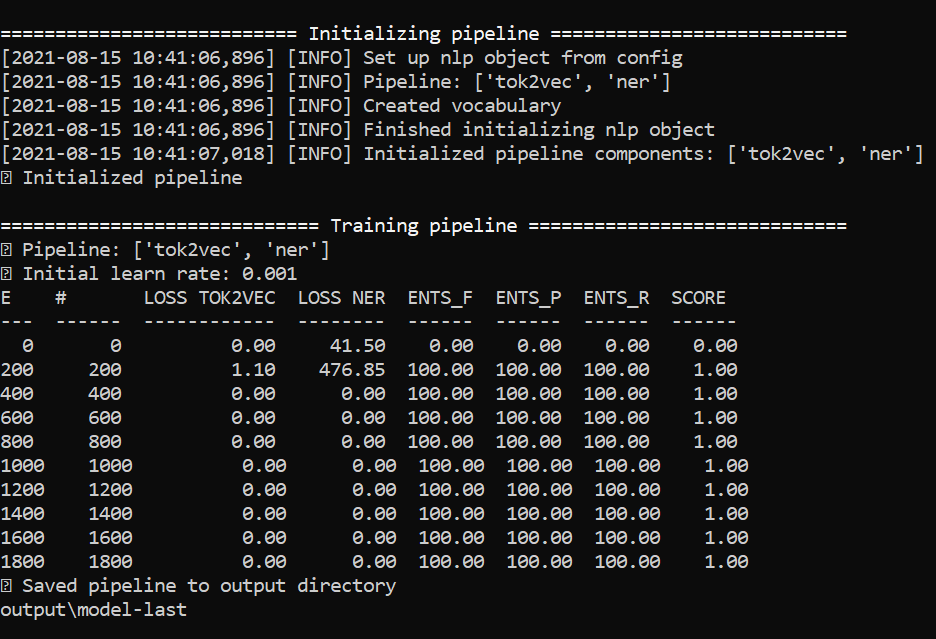 =========================== Initializing pipeline ===========================
[2021-08-15 10:41:06,896] [INFO] Set up nlp object from config
[2021-08-15 10:41:06,896] [INFO] Pipeline: ['tok2vec', 'ner']
[2021-08-15 10:41:06,896] [INFO] Created vocabulary
[2021-08-15 10:41:06,896] [INFO] Finished initializing nlp object
[2021-08-15 10:41:07,018] [INFO] Initialized pipeline components: ['tok2vec', 'ner']
⍰ Initialized pipeline

============================= Training pipeline =============================
⍰ Pipeline: ['tok2vec', 'ner']
⍰ Initial learn rate: 0.001
E    #       LOSS TOK2VEC  LOSS NER  ENTS_F  ENTS_P  ENTS_R  SCORE
---  ------  ------------  --------  ------  ------  ------  ------
  0       0          0.00     41.50    0.00    0.00    0.00    0.00
200     200          1.10    476.85  100.00  100.00  100.00    1.00
400     400          0.00      0.00  100.00  100.00  100.00    1.00
600     600          0.00      0.00  100.00  100.00  100.00    1.00
800     800          0.00      0.00  100.00  100.00  100.00    1.00
1000    1000          0.00      0.00  100.00  100.00  100.00    1.00
1200    1200          0.00      0.00  100.00  100.00  100.00    1.00
1400    1400          0.00      0.00  100.00  100.00  100.00    1.00
1600    1600          0.00      0.00  100.00  100.00  100.00    1.00
1800    1800          0.00      0.00  100.00  100.00  100.00    1.00
⍰ Saved pipeline to output directory
output\model-last